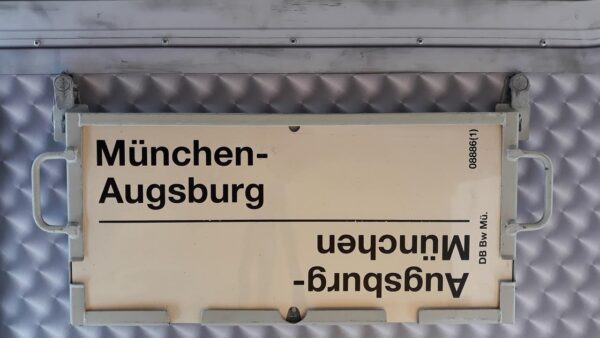 München-
Augsburg
08886(1)
DB Bw Mü.
Augsburg-
München